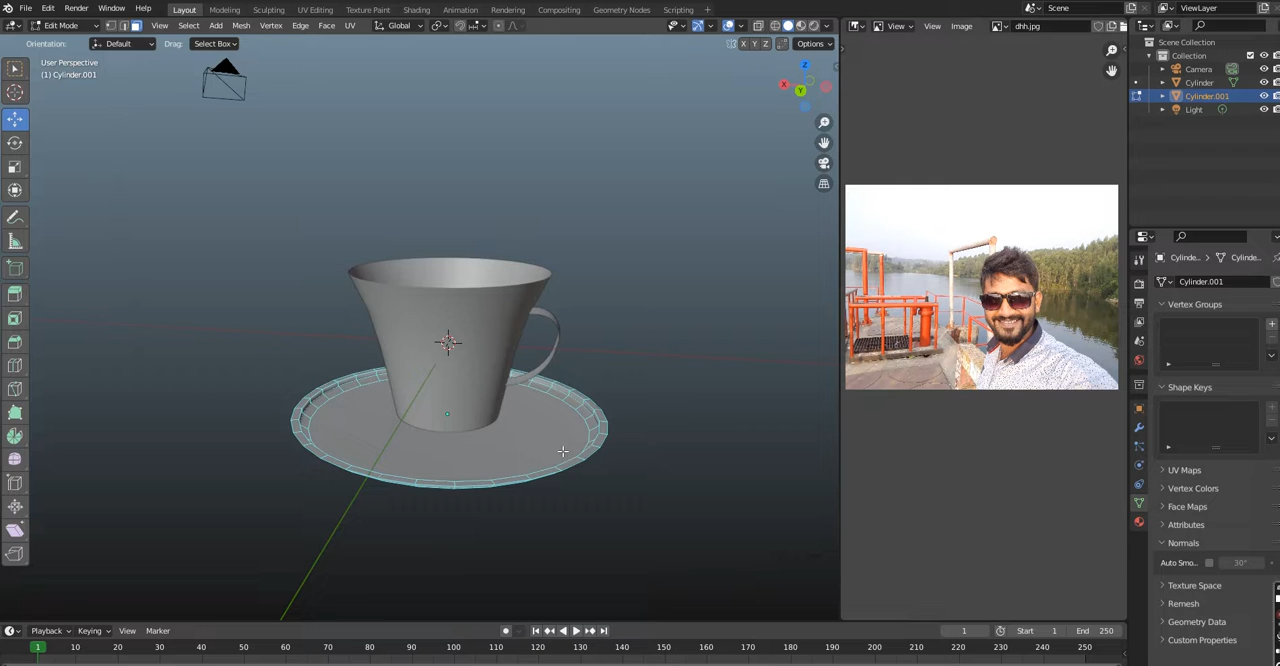 File Edit Render Window Help Layout Modeling Sculpting UV Editing Texture Paint Shading Animation Rendering Compositing Geometry Nodes Scripting Scene ViewLayer
Edit Mode View Select Add Mesh Vertex Edge Face UV Global View View Image dhh.jpg
Orientation: Default Drag: Select Box X Y Z Options
Scene Collection
Collection
Camera
Cylinder
Cylinder.001
Light
User Perspective
(1) Cylinder.001
Z
X
Y
Cylinde... Cylinde...
Cylinder.001
Vertex Groups
Shape Keys
UV Maps
Vertex Colors
Face Maps
Attributes
Normals
Auto Smo... 30°
Texture Space
Remesh
Geometry Data
Custom Properties
Playback Keying View Marker 1 Start 1 End 250
1 10 20 30 40 50 60 70 80 90 100 110 120 130 140 150 160 170 180 190 200 210 220 230 240 250